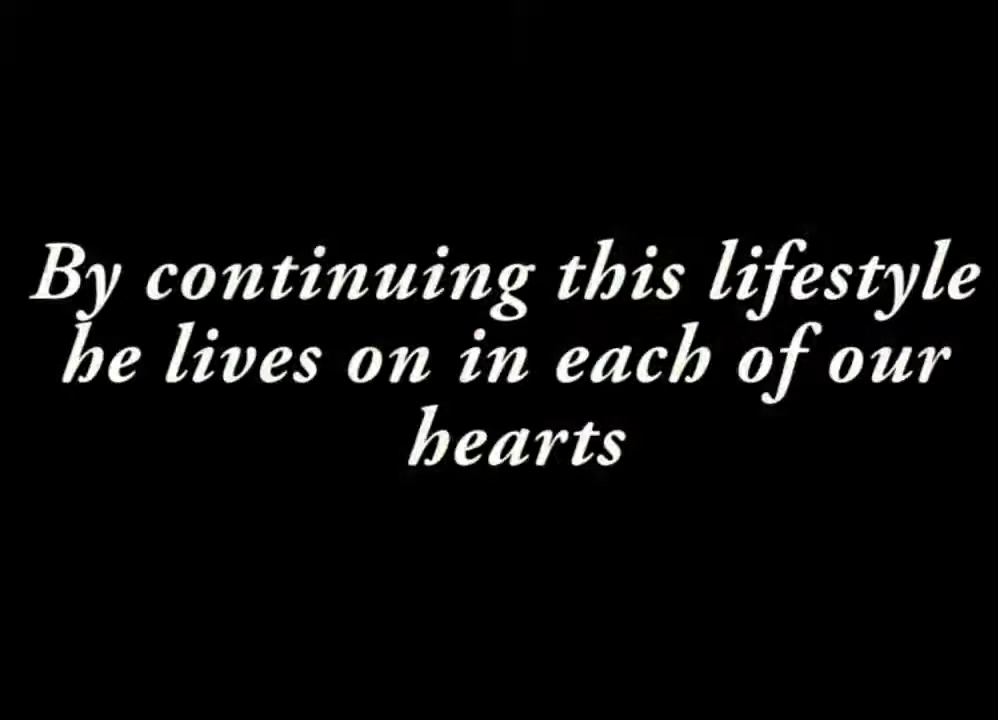 By continuing this lifestyle
he lives on in each of our
hearts